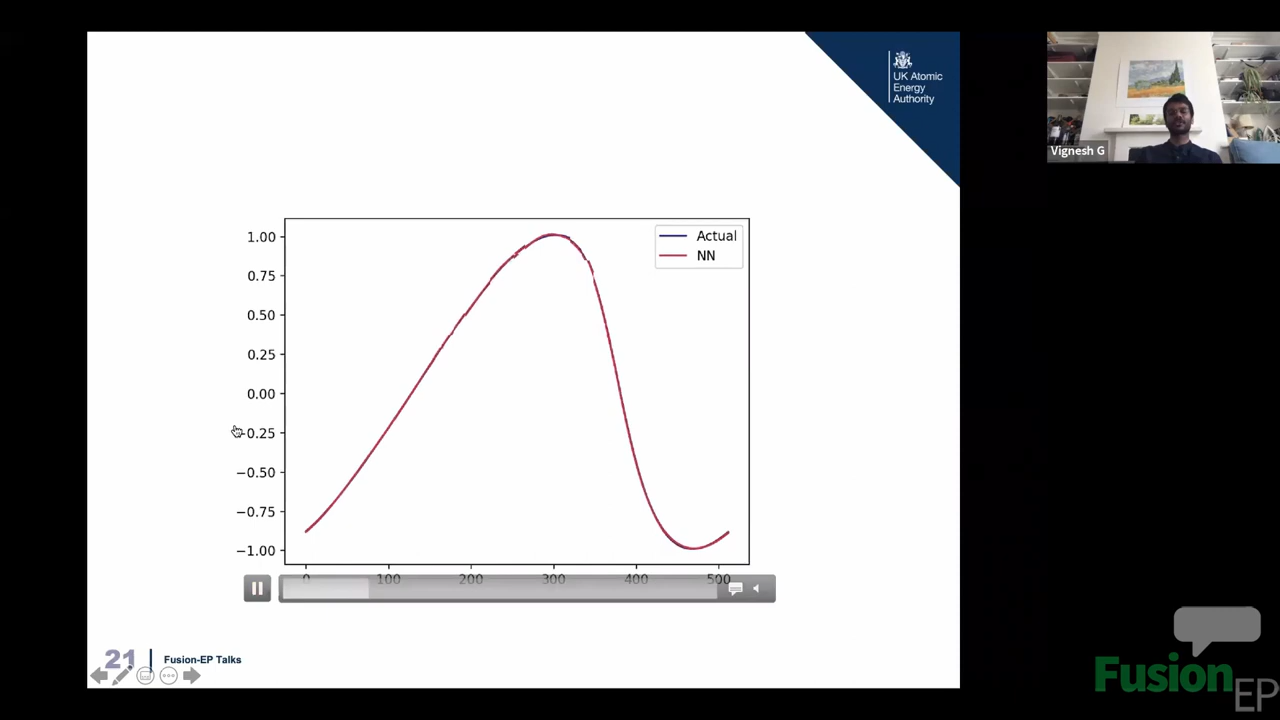 UK Atomic
Energy
Authority
Vignesh G
1.00
0.75
0.50
0.25
0.00
−0.25
−0.50
−0.75
−1.00
Actual
NN
0 100 200 300 400 500
21 Fusion-EP Talks
Fusion
EP